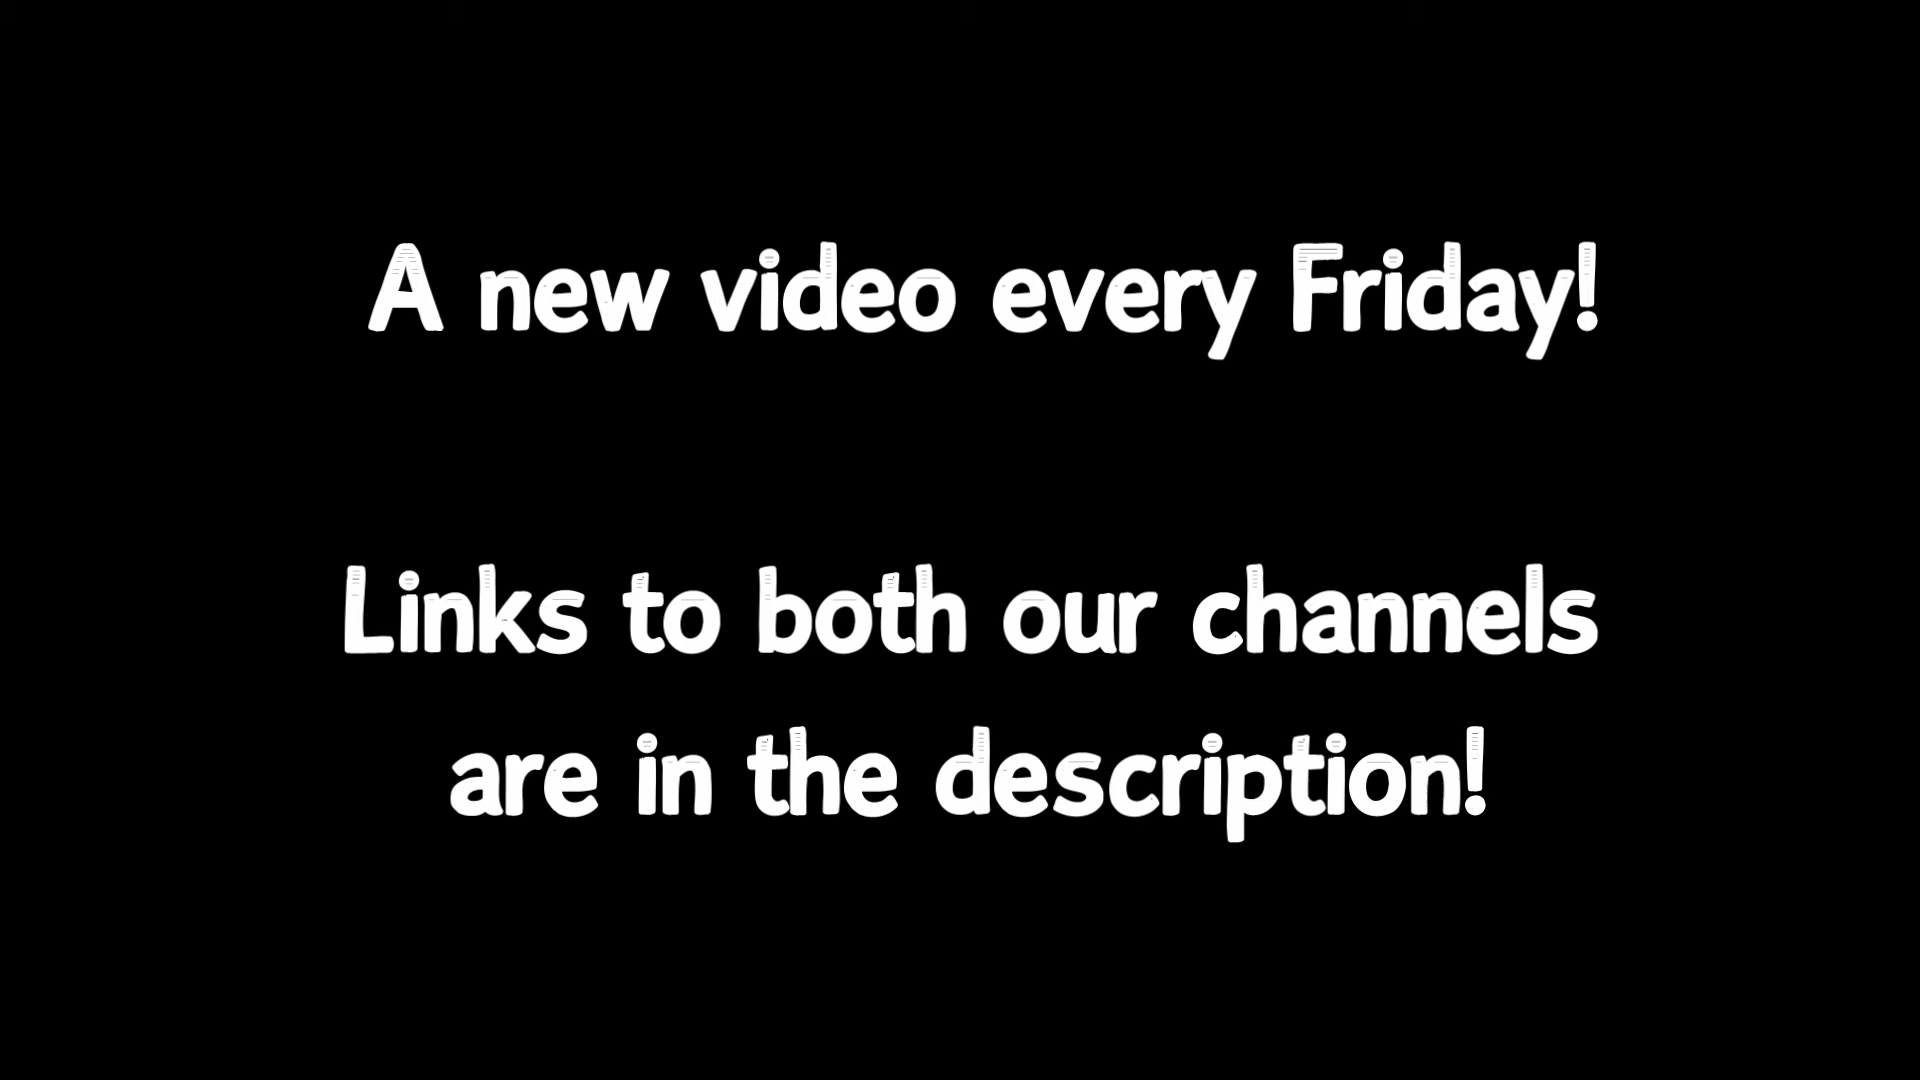 A new video every Friday!
Links to both our channels
are in the description!